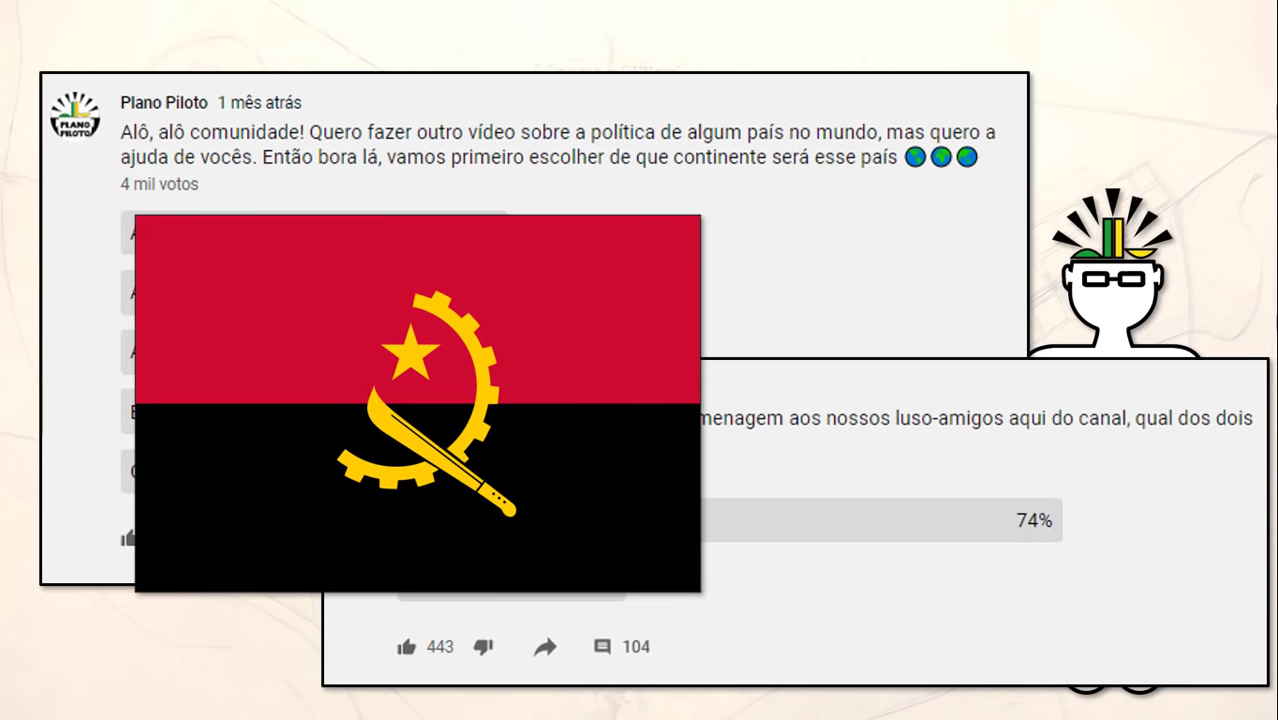 Plano Piloto 1 mês atrás
Alô, alô comunidade! Quero fazer outro vídeo sobre a política de algum país no mundo, mas quero a
ajuda de vocês. Então bora lá, vamos primeiro escolher de que continente será esse país
4 mil votos
PLANO
PILOTO
menagem aos nossos luso-amigos aqui do canal, qual dos dois
74%
443
104